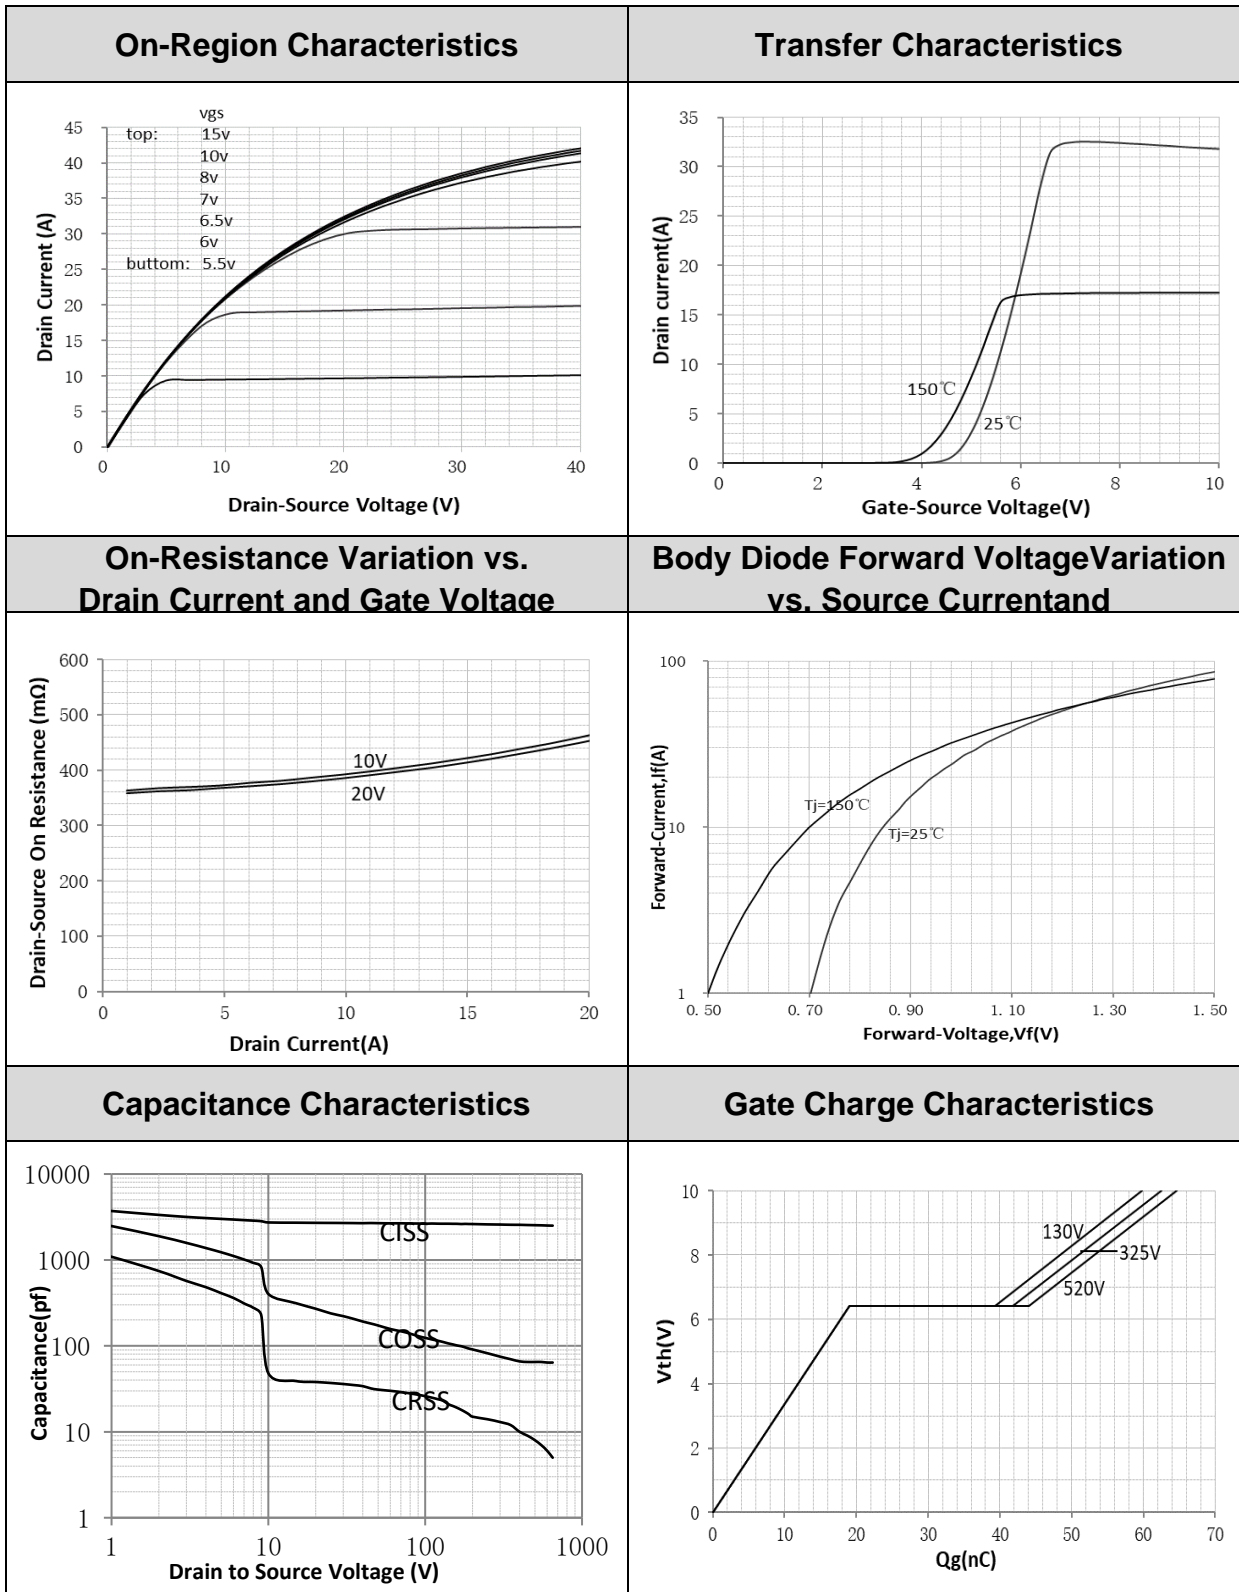 On-Region Characteristics
Transfer Characteristics
vgs
top: 15v
10v
8v
7v
6.5v
6v
buttom: 5.5v
45
40
35
30
25
20
15
10
5
0
0 10 20 30 40
Drain Current (A)
Drain-Source Voltage (V)
35
30
25
20
15
10
5
0
0 2 4 6 8 10
Drain current(A)
150℃
25℃
Gate-Source Voltage(V)
On-Resistance Variation vs.
Drain Current and Gate Voltage
Body Diode Forward VoltageVariation
vs. Source Currentand
600
500
400
300
200
100
0
0 5 10 15 20
Drain-Source On Resistance (mΩ)
10V
20V
Drain Current(A)
100
10
1
0.50 0.70 0.90 1.10 1.30 1.50
Forward-Current,If(A)
Tj=150℃
Tj=25℃
Forward-Voltage,Vf(V)
Capacitance Characteristics
Gate Charge Characteristics
10000
1000
100
10
1
1 10 100 1000
Capacitance(pf)
CISS
COSS
CRSS
Drain to Source Voltage (V)
10
8
6
4
2
0
0 10 20 30 40 50 60 70
Vth(V)
130V
325V
520V
Qg(nC)